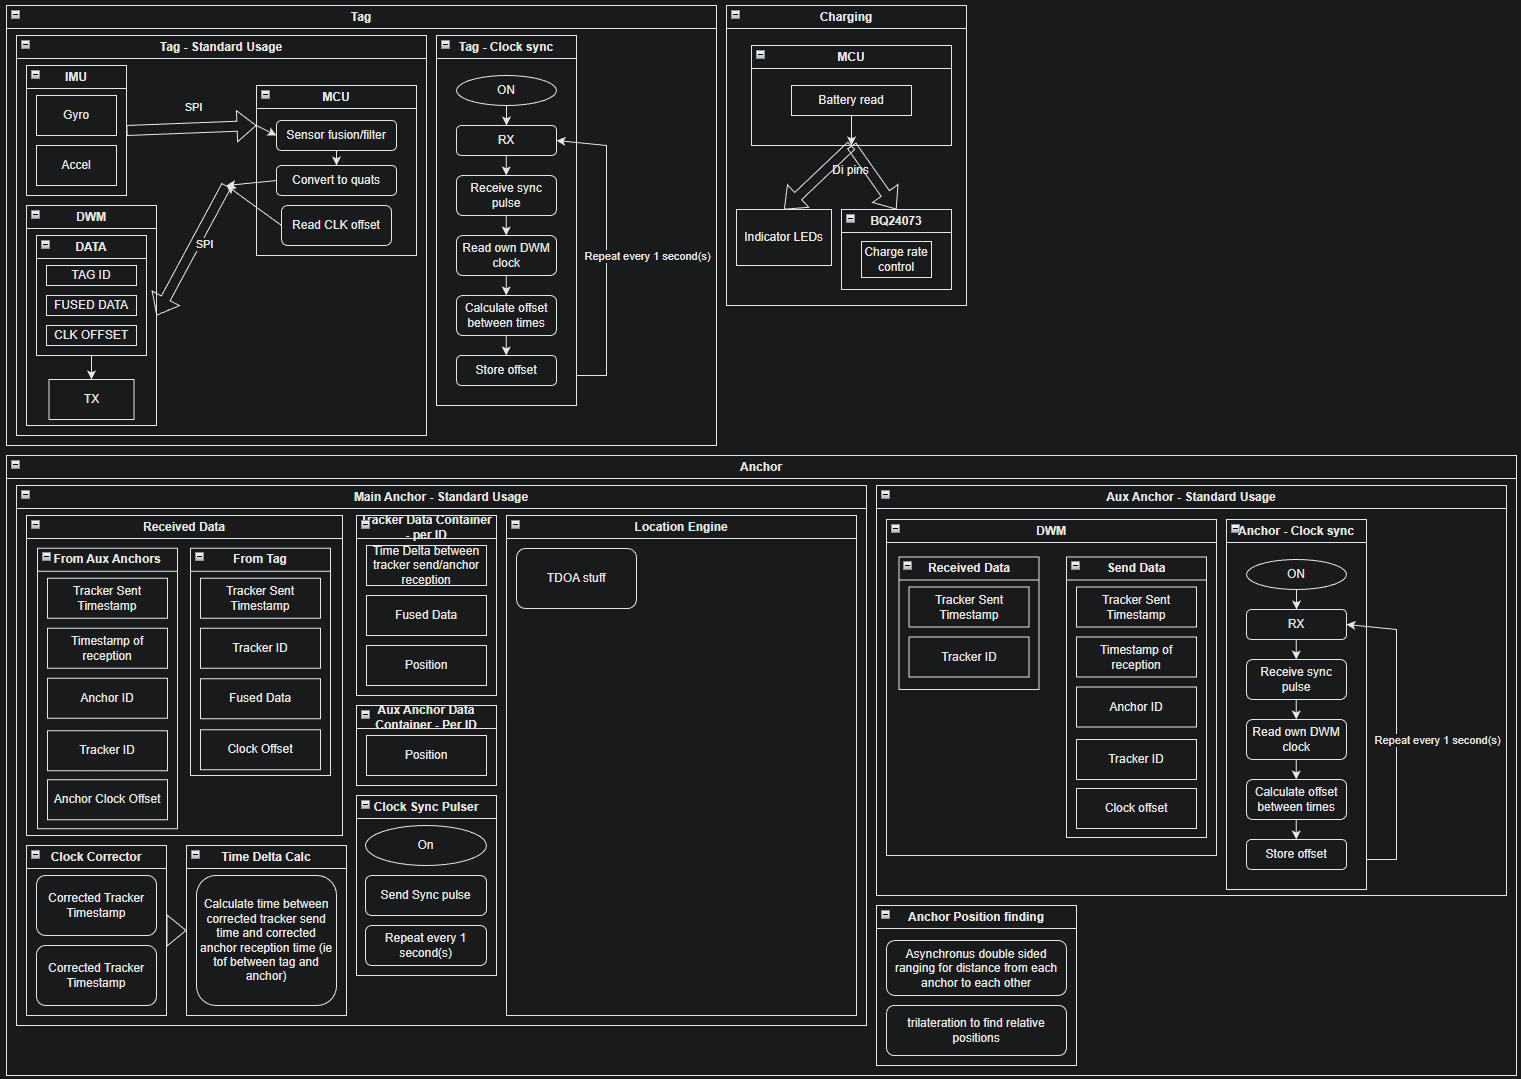 Tag
Tag - Standard Usage
IMU
Gyro
Accel
SPI
MCU
Sensor fusion/filter
Convert to quats
Read CLK offset
SPI
DWM
DATA
TAG ID
FUSED DATA
CLK OFFSET
TX
Tag - Clock sync
ON
RX
Receive sync
pulse
Read own DWM
clock
Calculate offset
between times
Store offset
Repeat every 1 second(s)
Charging
MCU
Battery read
Di pins
Indicator LEDs
BQ24073
Charge rate
control
Anchor
Main Anchor - Standard Usage
Received Data
From Aux Anchors
Tracker Sent
Timestamp
Timestamp of
reception
Anchor ID
Tracker ID
Anchor Clock Offset
From Tag
Tracker Sent
Timestamp
Tracker ID
Fused Data
Clock Offset
Tracker Data Container
- per ID
Time Delta between
tracker send/anchor
reception
Fused Data
Position
Aux Anchor Data
Container - Per ID
Position
Clock Sync Pulser
On
Send Sync pulse
Repeat every 1
second(s)
Location Engine
TDOA stuff
Clock Corrector
Corrected Tracker
Timestamp
Corrected Tracker
Timestamp
Time Delta Calc
Calculate time between
corrected tracker send
time and corrected
anchor reception time (ie
tof between tag and
anchor)
Aux Anchor - Standard Usage
DWM
Received Data
Tracker Sent
Timestamp
Tracker ID
Send Data
Tracker Sent
Timestamp
Timestamp of
reception
Anchor ID
Tracker ID
Clock offset
Anchor - Clock sync
ON
RX
Receive sync
pulse
Read own DWM
clock
Calculate offset
between times
Store offset
Repeat every 1 second(s)
Anchor Position finding
Asynchronus double sided
ranging for distance from each
anchor to each other
trilateration to find relative
positions